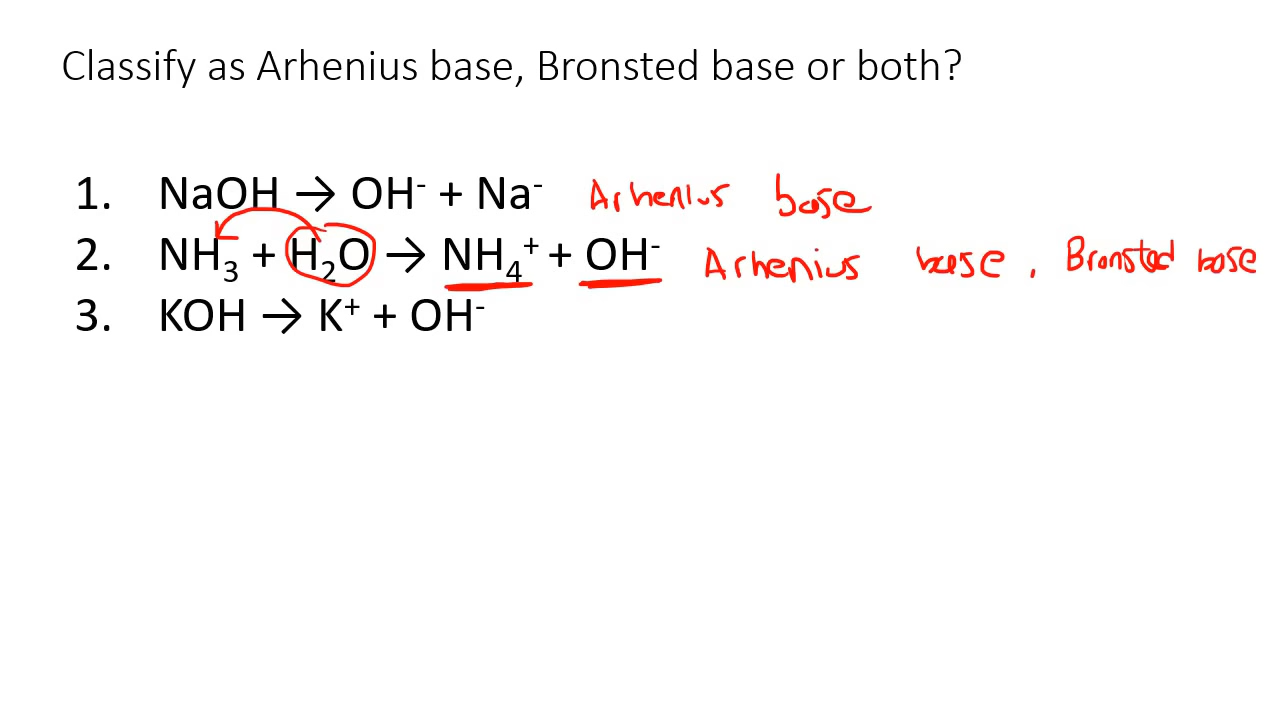 Classify as Arhenius base, Bronsted base or both?
1. NaOH → OH⁻ + Na⁻ Arhenius base
2. NH₃ + H₂O → NH₄⁺ + OH⁻ Arhenius base, Bronsted base
3. KOH → K⁺ + OH⁻